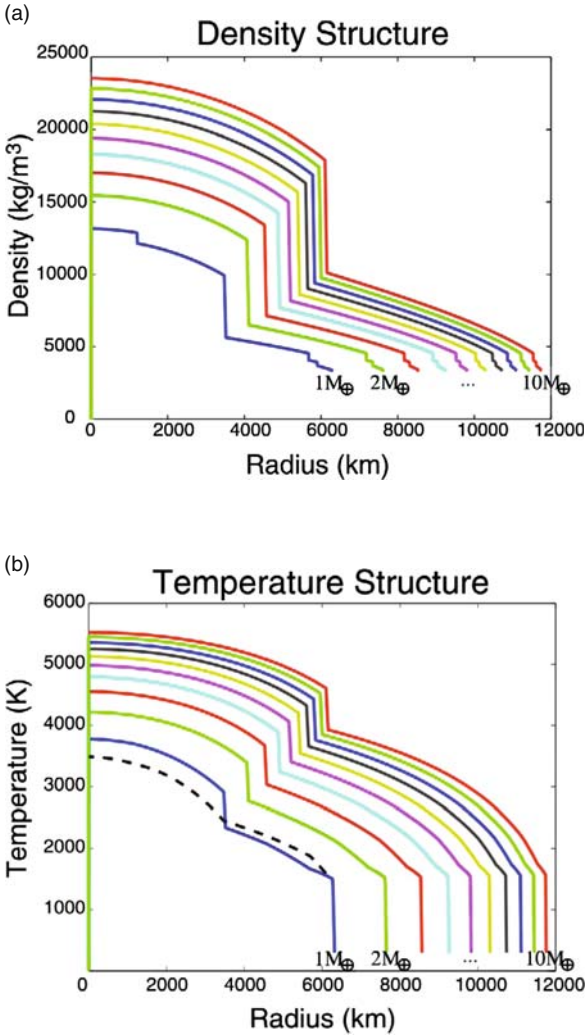 (a)
Density Structure
25000
20000
15000
10000
5000
0
Density (kg/m³)
1M⊕ 2M⊕ ... 10M⊕
0 2000 4000 6000 8000 10000 12000
Radius (km)
(b)
Temperature Structure
6000
5000
4000
3000
2000
1000
0
Temperature (K)
1M⊕ 2M⊕ ... 10M⊕
0 2000 4000 6000 8000 10000 12000
Radius (km)